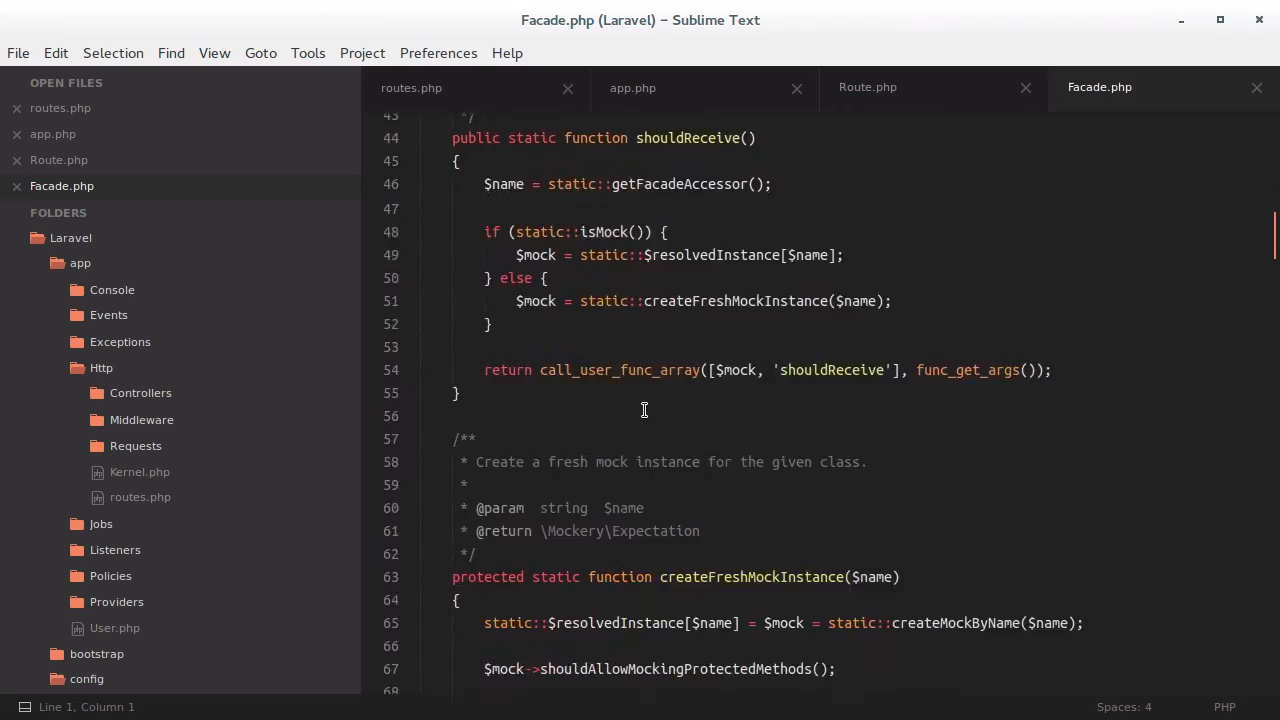 Facade.php (Laravel) – Sublime Text
File Edit Selection Find View Goto Tools Project Preferences Help
OPEN FILES
routes.php
app.php
Route.php
Facade.php
FOLDERS
Laravel
app
Console
Events
Exceptions
Http
Controllers
Middleware
Requests
Kernel.php
routes.php
Jobs
Listeners
Policies
Providers
User.php
bootstrap
config
routes.php app.php Route.php Facade.php
43 */
44 public static function shouldReceive()
45 {
46 $name = static::getFacadeAccessor();
47
48 if (static::isMock()) {
49 $mock = static::$resolvedInstance[$name];
50 } else {
51 $mock = static::createFreshMockInstance($name);
52 }
53
54 return call_user_func_array([$mock, 'shouldReceive'], func_get_args());
55 }
56
57 /**
58 * Create a fresh mock instance for the given class.
59 *
60 * @param  string  $name
61 * @return \Mockery\Expectation
62 */
63 protected static function createFreshMockInstance($name)
64 {
65 static::$resolvedInstance[$name] = $mock = static::createMockByName($name);
66
67 $mock->shouldAllowMockingProtectedMethods();
68
Line 1, Column 1
Spaces: 4 PHP